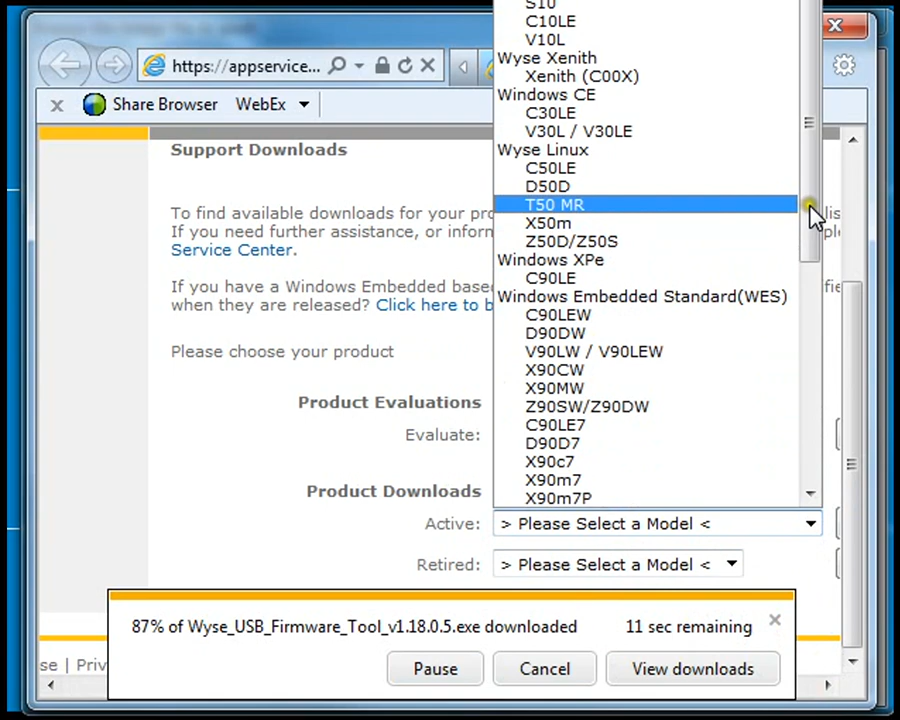 S10
C10LE
V10L
Wyse Xenith
Xenith (C00X)
Windows CE
C30LE
V30L / V30LE
Wyse Linux
C50LE
D50D
T50 MR
X50m
Z50D/Z50S
Windows XPe
C90LE
Windows Embedded Standard(WES)
C90LEW
D90DW
V90LW / V90LEW
X90CW
X90MW
Z90SW/Z90DW
C90LE7
D90D7
X90c7
X90m7
X90m7P
https://appservice...
x Share Browser WebEx
Support Downloads
To find available downloads for your
If you need further assistance, or
Service Center.
If you have a Windows Embedded
when they are released? Click here to
Please choose your product
Product Evaluations
Evaluate:
Product Downloads
Active: > Please Select a Model <
Retired: > Please Select a Model <
87% of Wyse_USB_Firmware_Tool_v1.18.0.5.exe downloaded 11 sec remaining
Pause Cancel View downloads